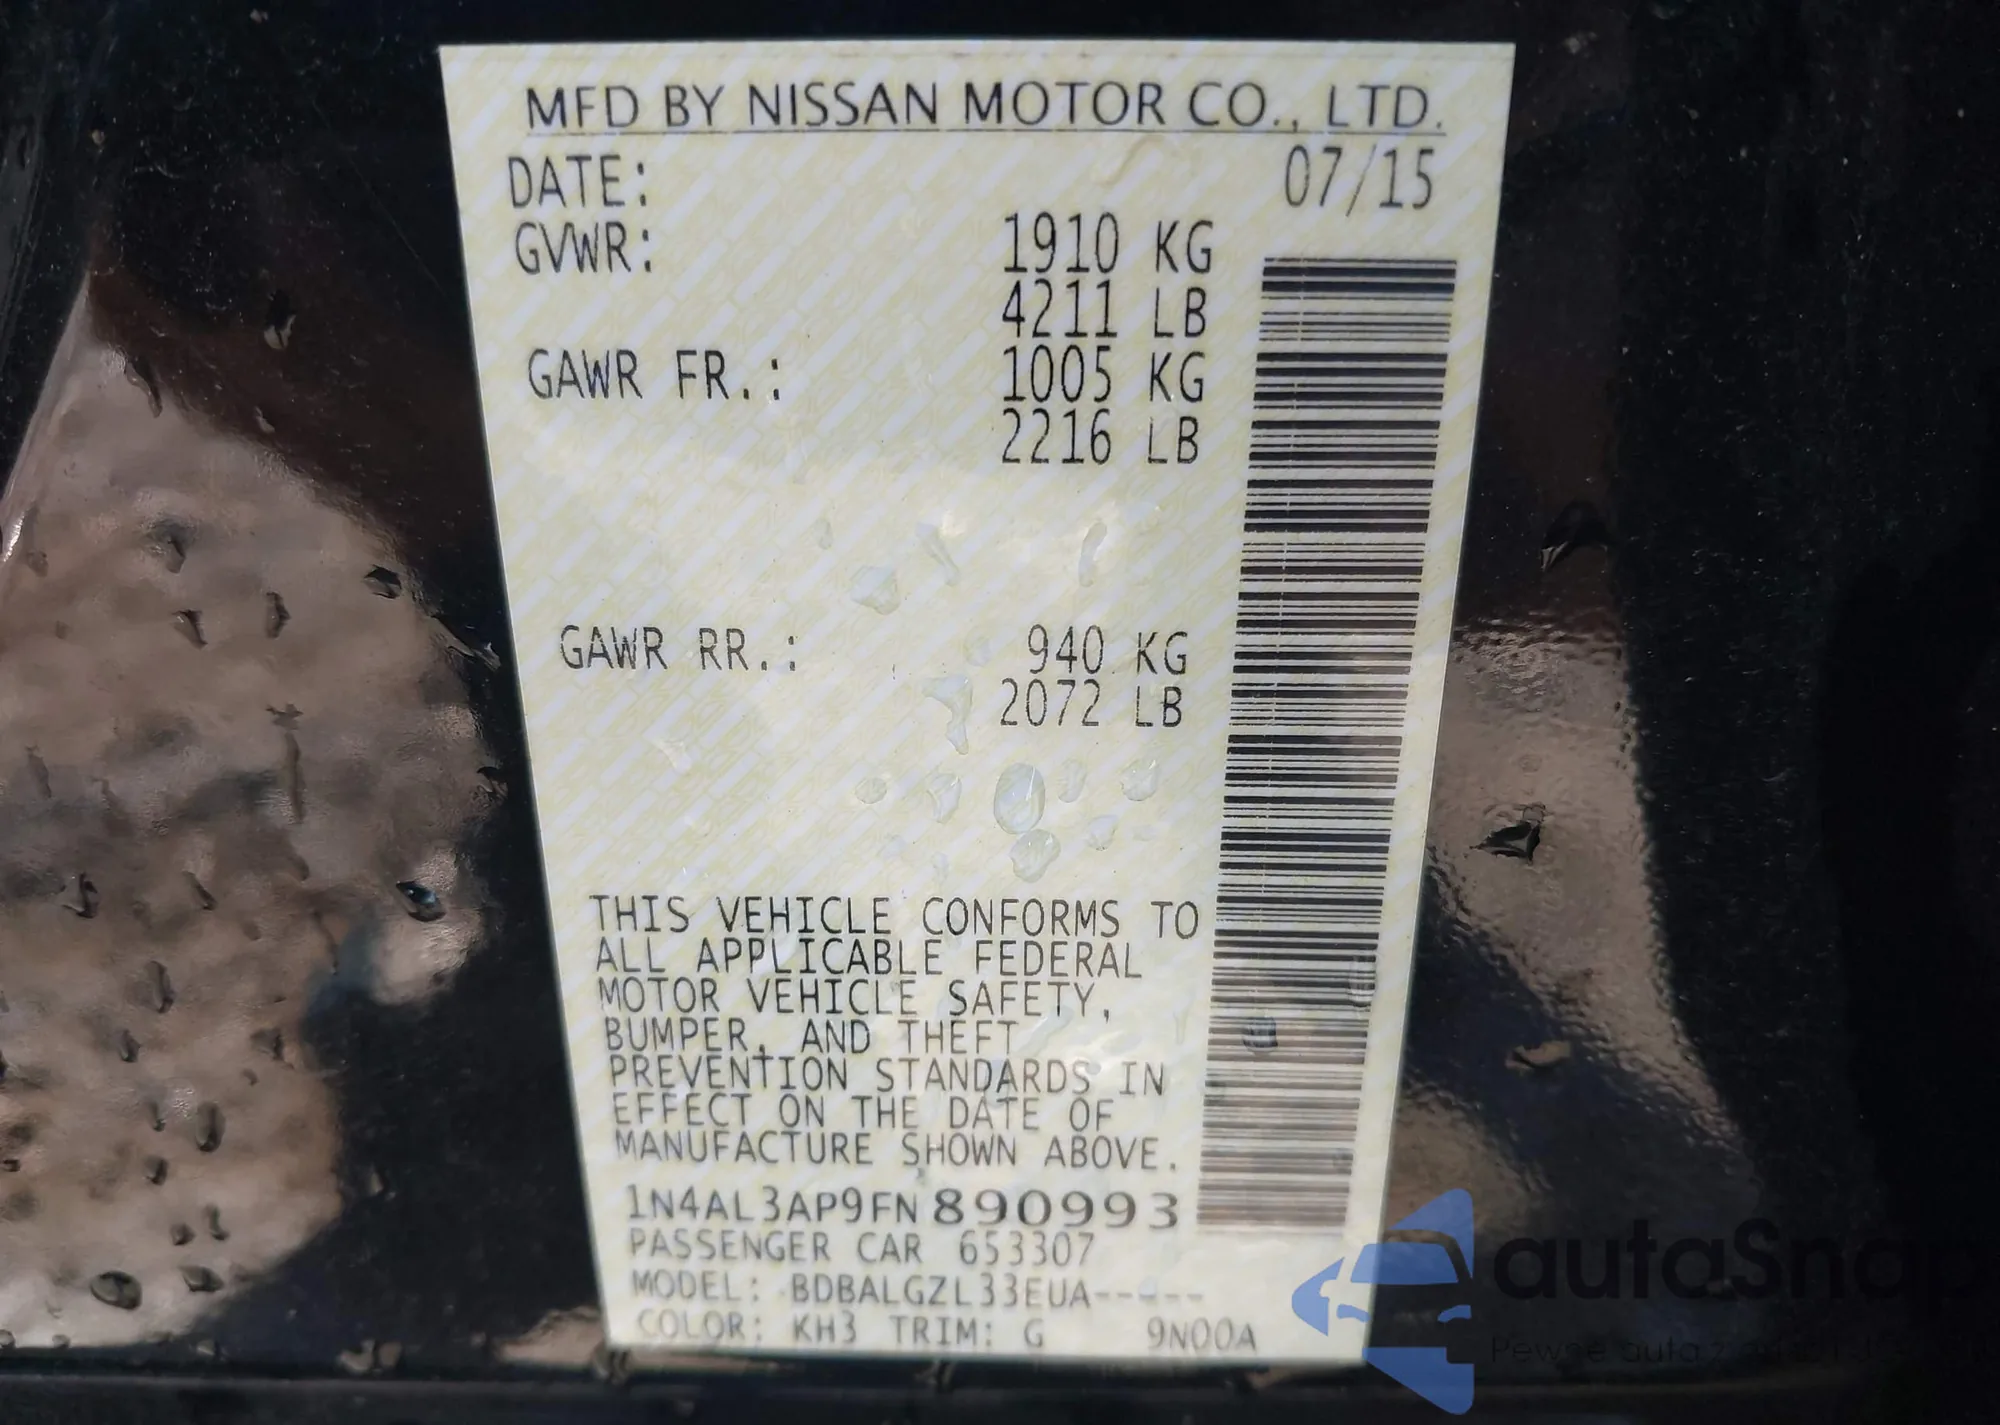 MFD BY NISSAN MOTOR CO., LTD.
DATE: 07/15
GVWR: 1910 KG
4211 LB
GAWR FR.: 1005 KG
2216 LB
GAWR RR.: 940 KG
2072 LB
THIS VEHICLE CONFORMS TO
ALL APPLICABLE FEDERAL
MOTOR VEHICLE SAFETY,
BUMPER, AND THEFT
PREVENTION STANDARDS IN
EFFECT ON THE DATE OF
MANUFACTURE SHOWN ABOVE.
1N4AL3AP9FN890993
PASSENGER CAR 653307
MODEL: BDBALGZL33EUA-----
COLOR: KH3 TRIM: G 9N00A
autaSnap
Pewne auta z